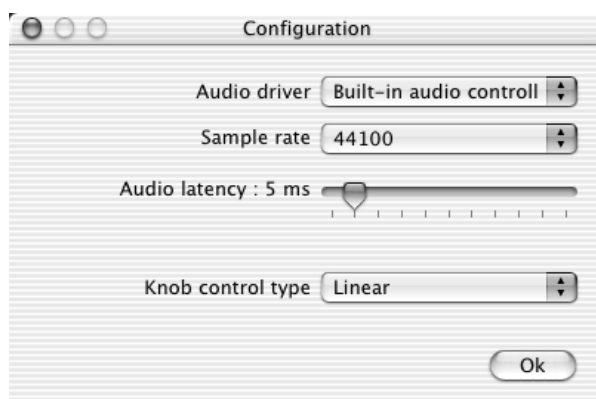 Configuration
Audio driver Built-in audio controll
Sample rate 44100
Audio latency : 5 ms
Knob control type Linear
Ok